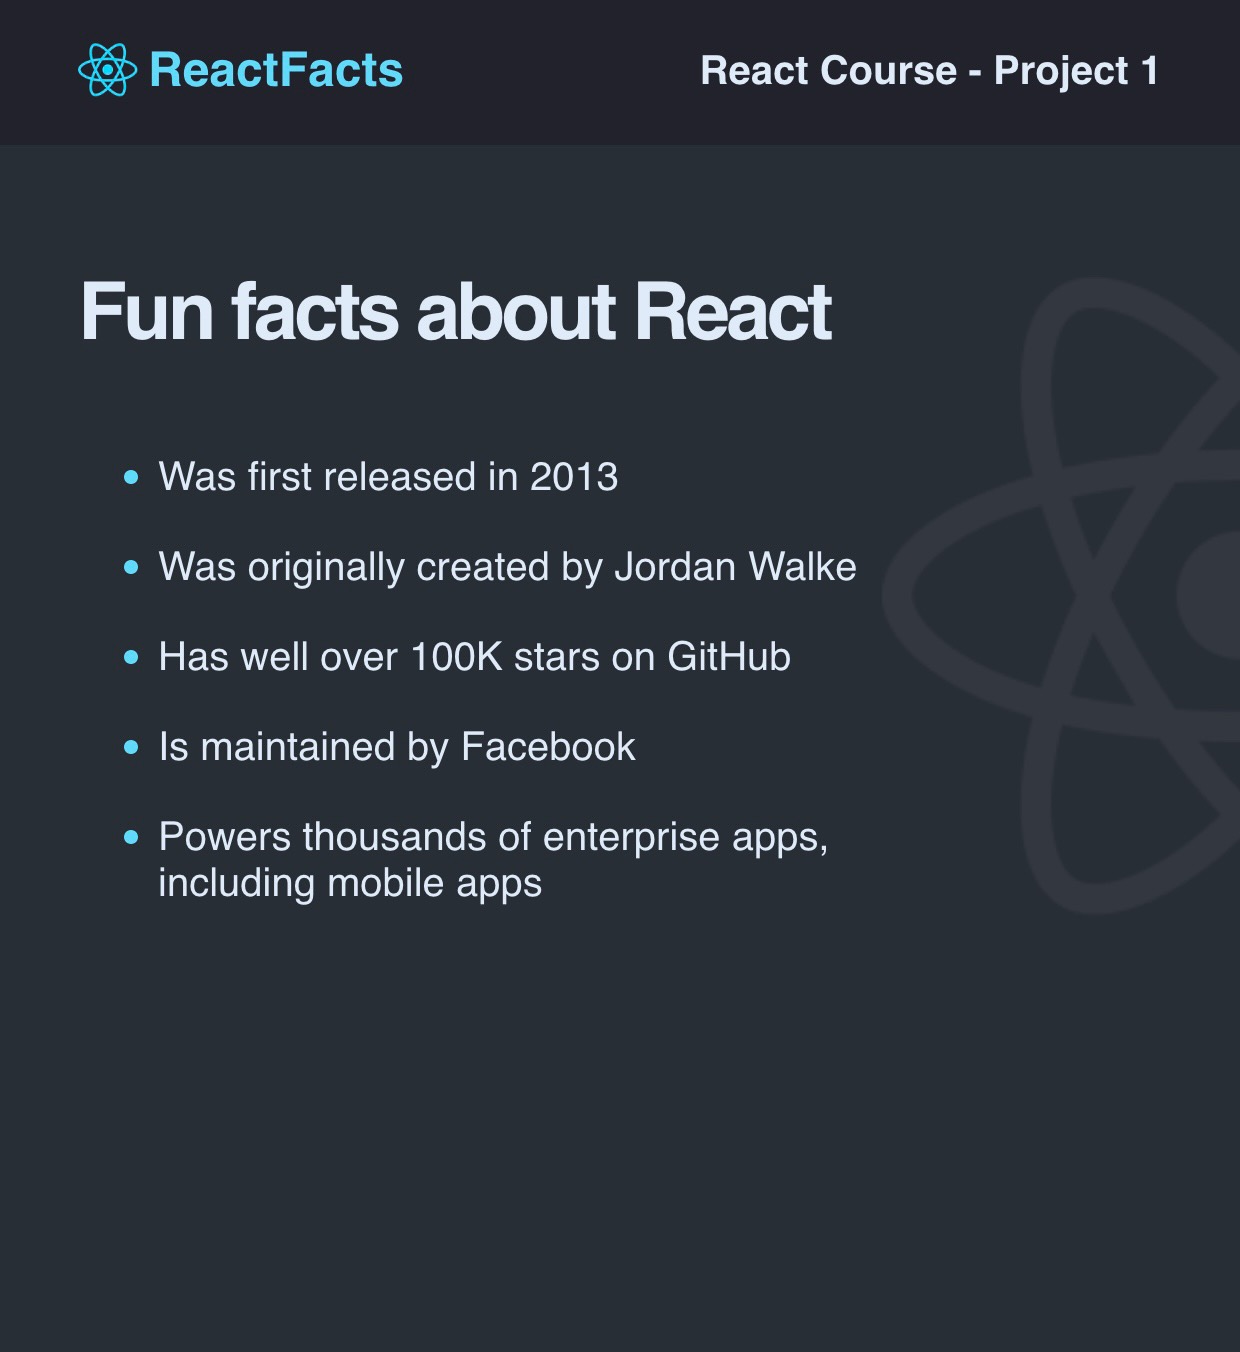 ReactFacts
React Course - Project 1
Fun facts about React
Was first released in 2013
Was originally created by Jordan Walke
Has well over 100K stars on GitHub
Is maintained by Facebook
Powers thousands of enterprise apps,
including mobile apps